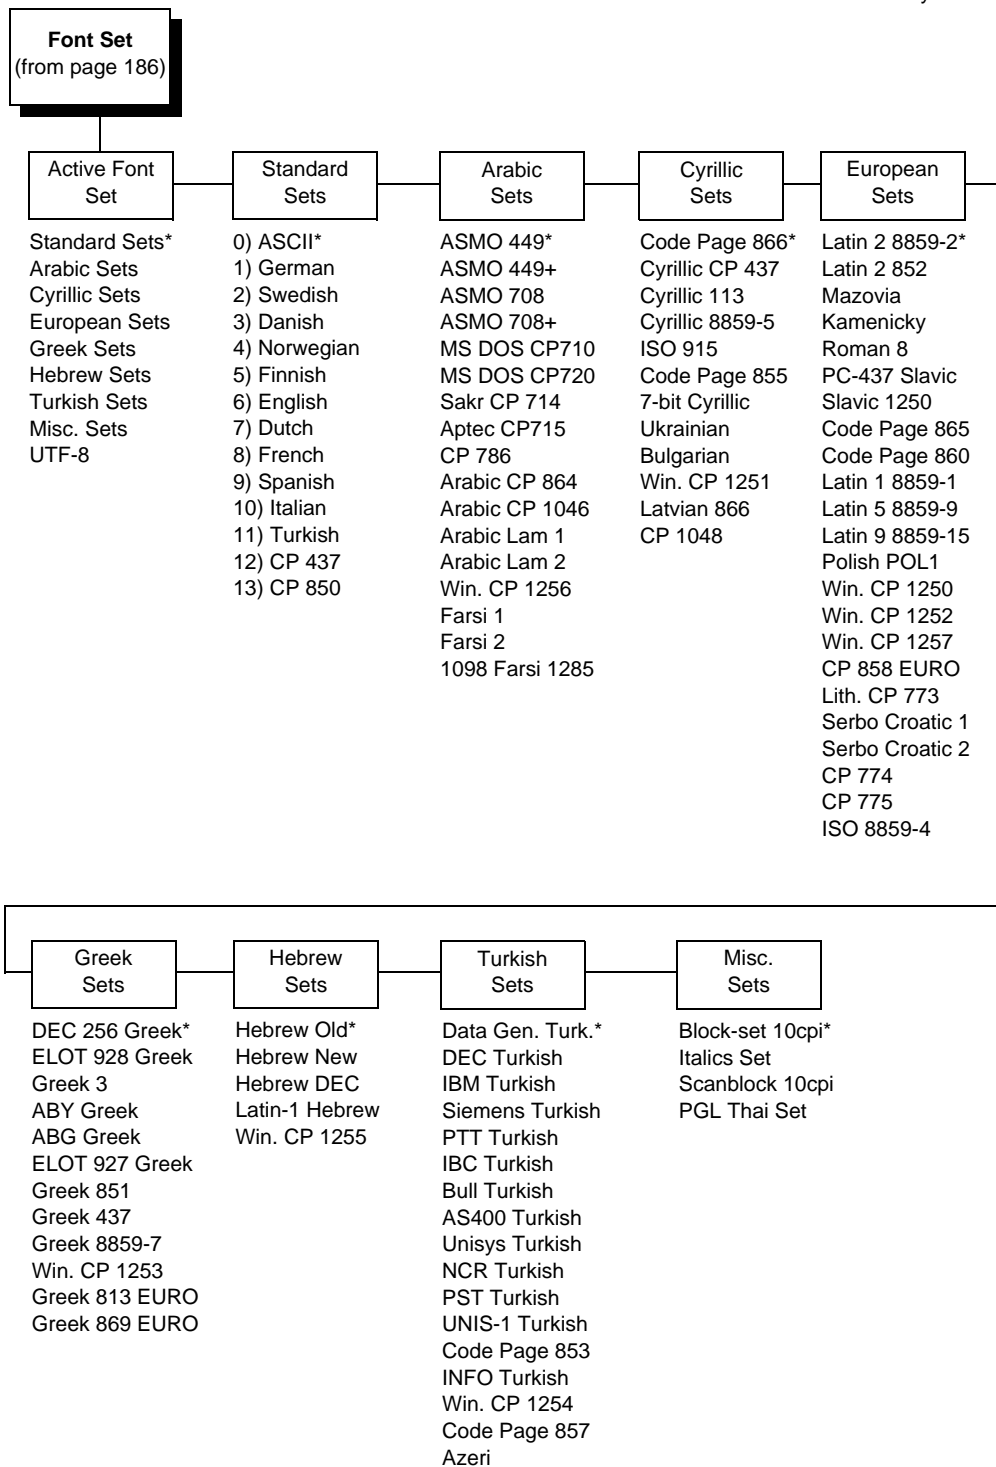 Font Set
(from page 186)
Active Font
Set
Standard Sets*
Arabic Sets
Cyrillic Sets
European Sets
Greek Sets
Hebrew Sets
Turkish Sets
Misc. Sets
UTF-8
Standard
Sets
0) ASCII*
1) German
2) Swedish
3) Danish
4) Norwegian
5) Finnish
6) English
7) Dutch
8) French
9) Spanish
10) Italian
11) Turkish
12) CP 437
13) CP 850
Arabic
Sets
ASMO 449*
ASMO 449+
ASMO 708
ASMO 708+
MS DOS CP710
MS DOS CP720
Sakr CP 714
Aptec CP715
CP 786
Arabic CP 864
Arabic CP 1046
Arabic Lam 1
Arabic Lam 2
Win. CP 1256
Farsi 1
Farsi 2
1098 Farsi 1285
Cyrillic
Sets
Code Page 866*
Cyrillic CP 437
Cyrillic 113
Cyrillic 8859-5
ISO 915
Code Page 855
7-bit Cyrillic
Ukrainian
Bulgarian
Win. CP 1251
Latvian 866
CP 1048
European
Sets
Latin 2 8859-2*
Latin 2 852
Mazovia
Kamenicky
Roman 8
PC-437 Slavic
Slavic 1250
Code Page 865
Code Page 860
Latin 1 8859-1
Latin 5 8859-9
Latin 9 8859-15
Polish POL1
Win. CP 1250
Win. CP 1252
Win. CP 1257
CP 858 EURO
Lith. CP 773
Serbo Croatic 1
Serbo Croatic 2
CP 774
CP 775
ISO 8859-4
Greek
Sets
DEC 256 Greek*
ELOT 928 Greek
Greek 3
ABY Greek
ABG Greek
ELOT 927 Greek
Greek 851
Greek 437
Greek 8859-7
Win. CP 1253
Greek 813 EURO
Greek 869 EURO
Hebrew
Sets
Hebrew Old*
Hebrew New
Hebrew DEC
Latin-1 Hebrew
Win. CP 1255
Turkish
Sets
Data Gen. Turk.*
DEC Turkish
IBM Turkish
Siemens Turkish
PTT Turkish
IBC Turkish
Bull Turkish
AS400 Turkish
Unisys Turkish
NCR Turkish
PST Turkish
UNIS-1 Turkish
Code Page 853
INFO Turkish
Win. CP 1254
Code Page 857
Azeri
Misc.
Sets
Block-set 10cpi*
Italics Set
Scanblock 10cpi
PGL Thai Set